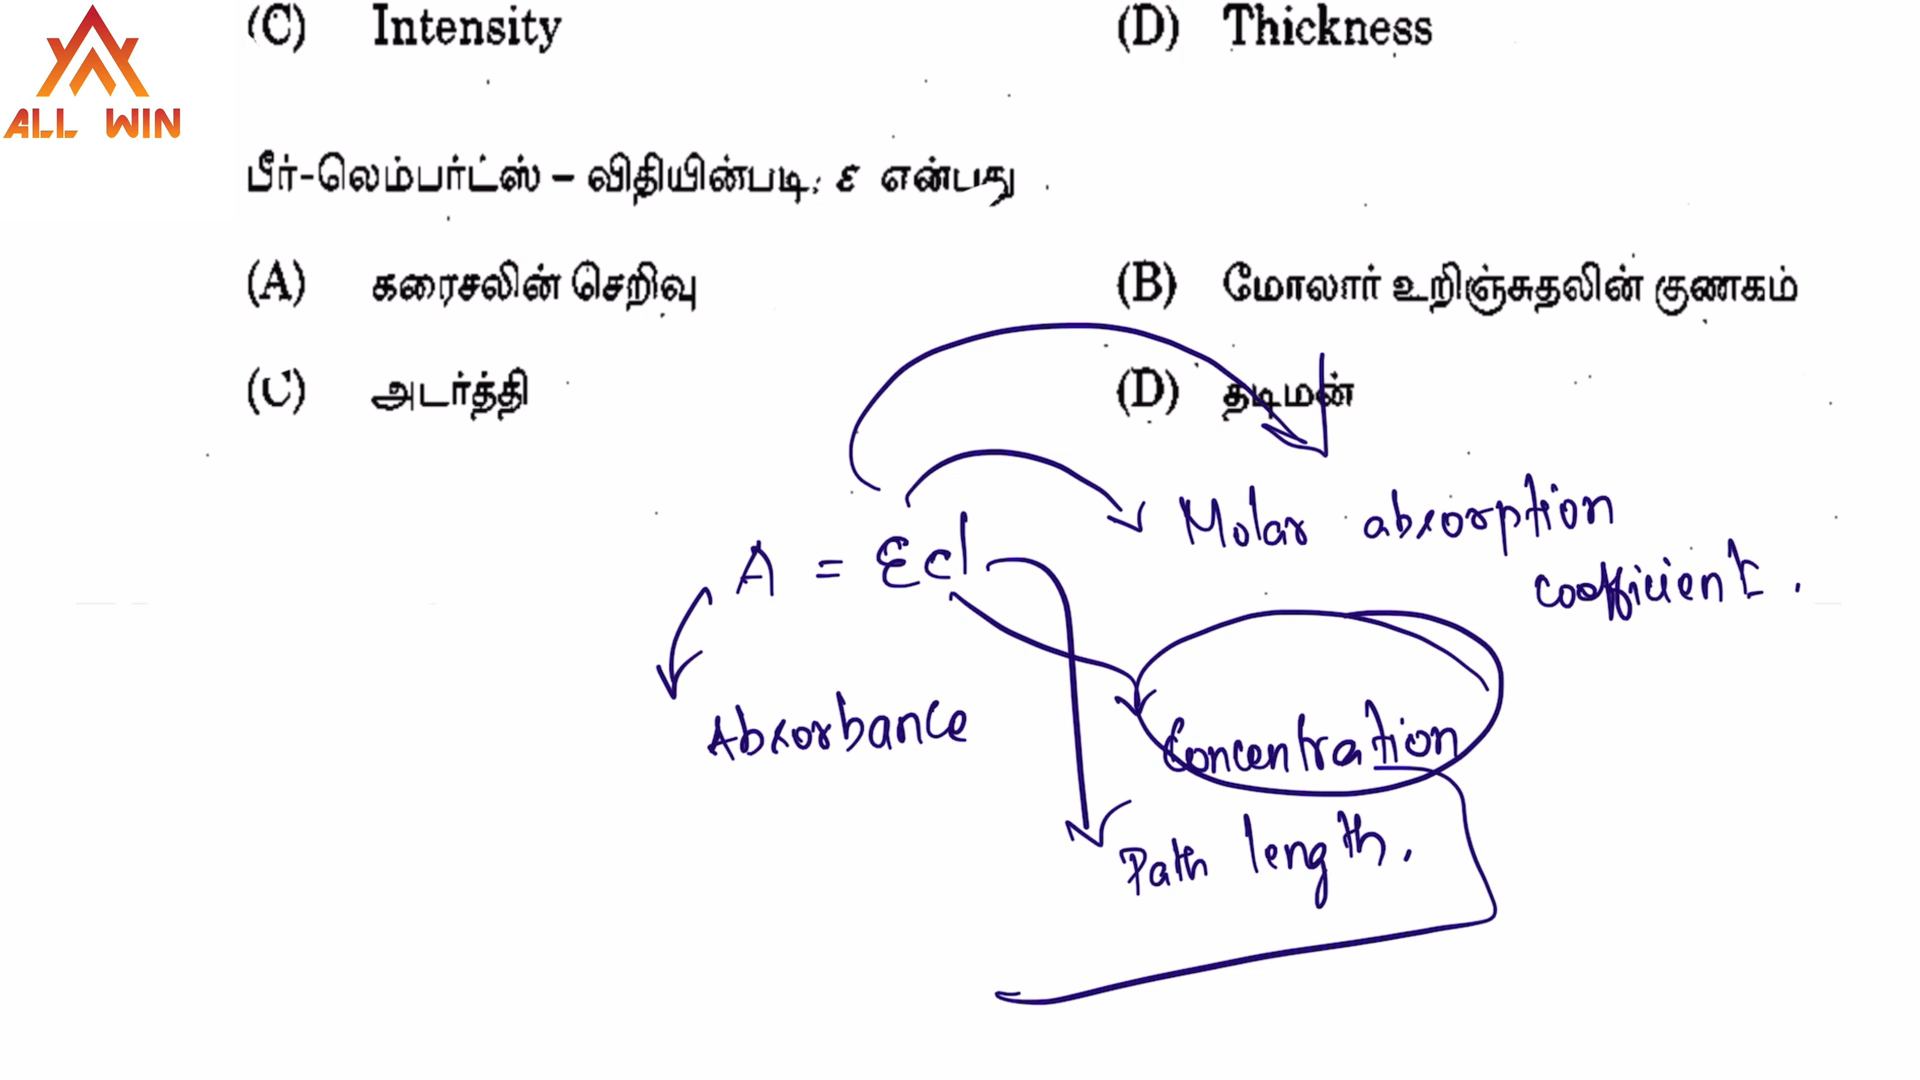 (C) Intensity (D) Thickness
ALL WIN
பீர்-லெம்பர்ட்ஸ் – விதியின்படி, ε என்பது
(A) கரைசலின் செறிவு (B) மோலார் உறிஞ்சுதலின் குணகம்
(C) அடர்த்தி (D) தடிமன்
Molar absorption
A = εcl
coefficient.
Absorbance
Concentration
Path length.